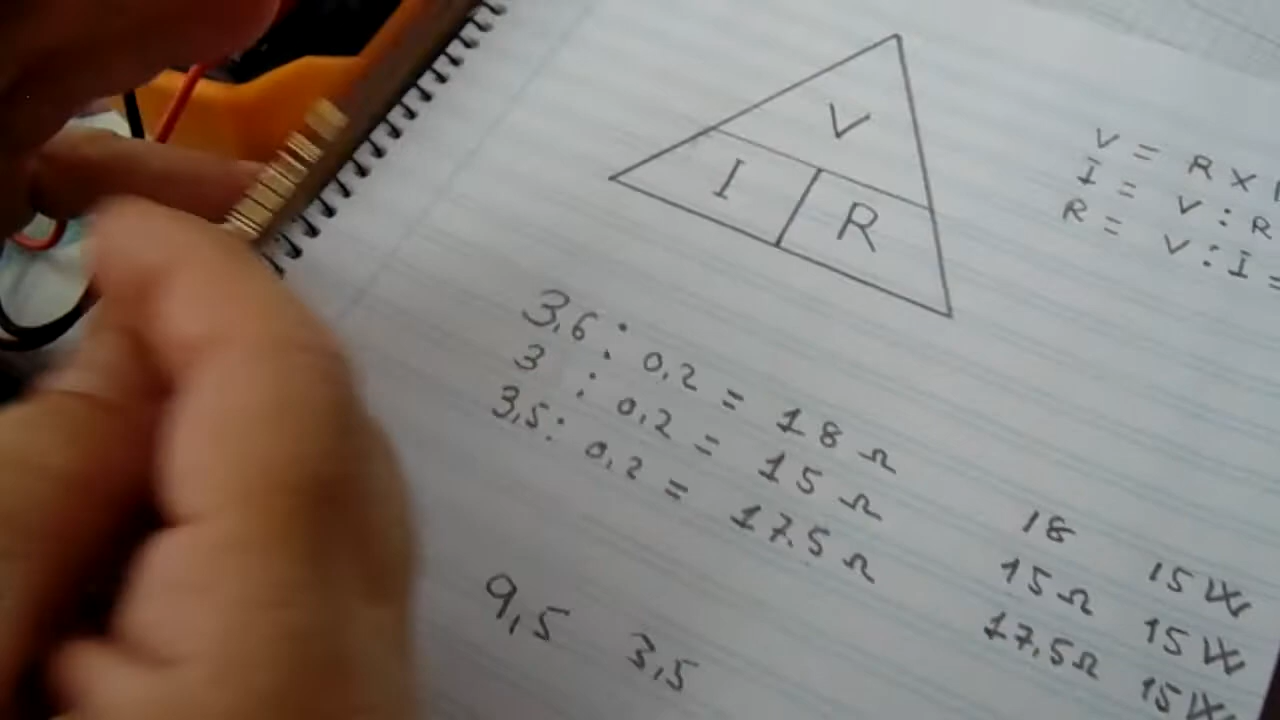 V
I R
V = R X
I = V : R
R = V : I =
3,6 : 0,2 = 18 Ω
3 : 0,2 = 15 Ω
3,5 : 0,2 = 17.5 Ω
18 15 W
15 Ω 15 W
17,5 Ω 15 W
9,5 3,5